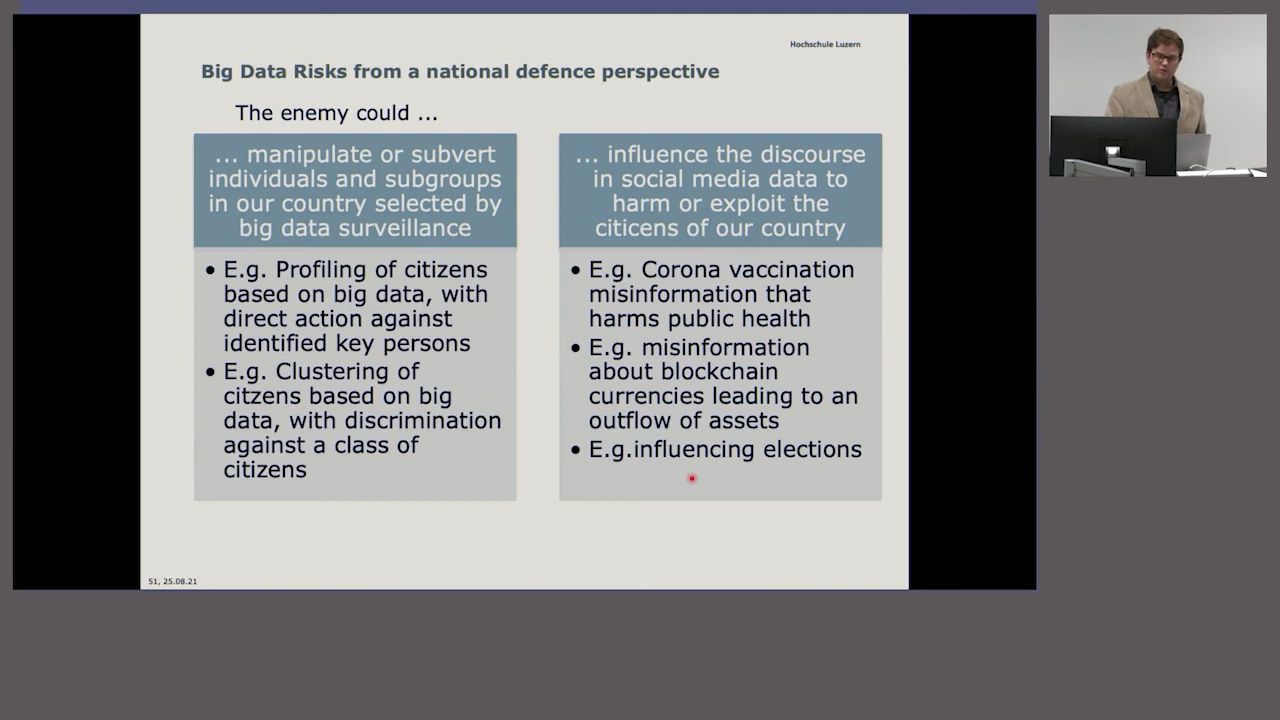 Hochschule Luzern
Big Data Risks from a national defence perspective
The enemy could ...
... manipulate or subvert
individuals and subgroups
in our country selected by
big data surveillance
• E.g. Profiling of citizens
based on big data, with
direct action against
identified key persons
• E.g. Clustering of
citzens based on big
data, with discrimination
against a class of
citizens
... influence the discourse
in social media data to
harm or exploit the
citicens of our country
• E.g. Corona vaccination
misinformation that
harms public health
• E.g. misinformation
about blockchain
currencies leading to an
outflow of assets
• E.g.influencing elections
51, 25.08.21